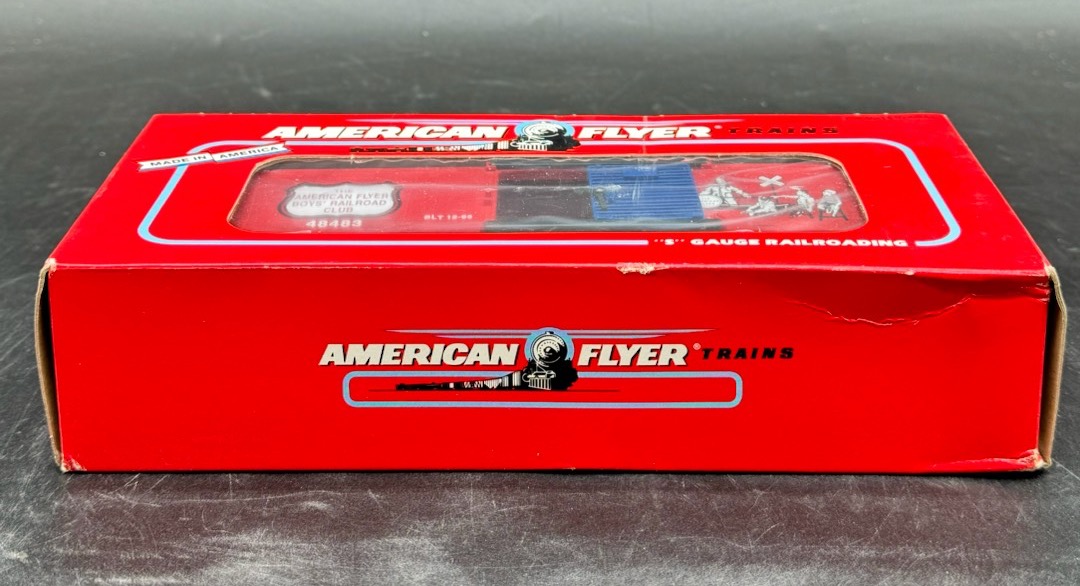 AMERICAN FLYER® TRAINS
MADE IN AMERICA
THE
AMERICAN FLYER
BOYS' RAILROAD
CLUB
48483
BLT 10-96
"S" GAUGE RAILROADING
AMERICAN FLYER® TRAINS